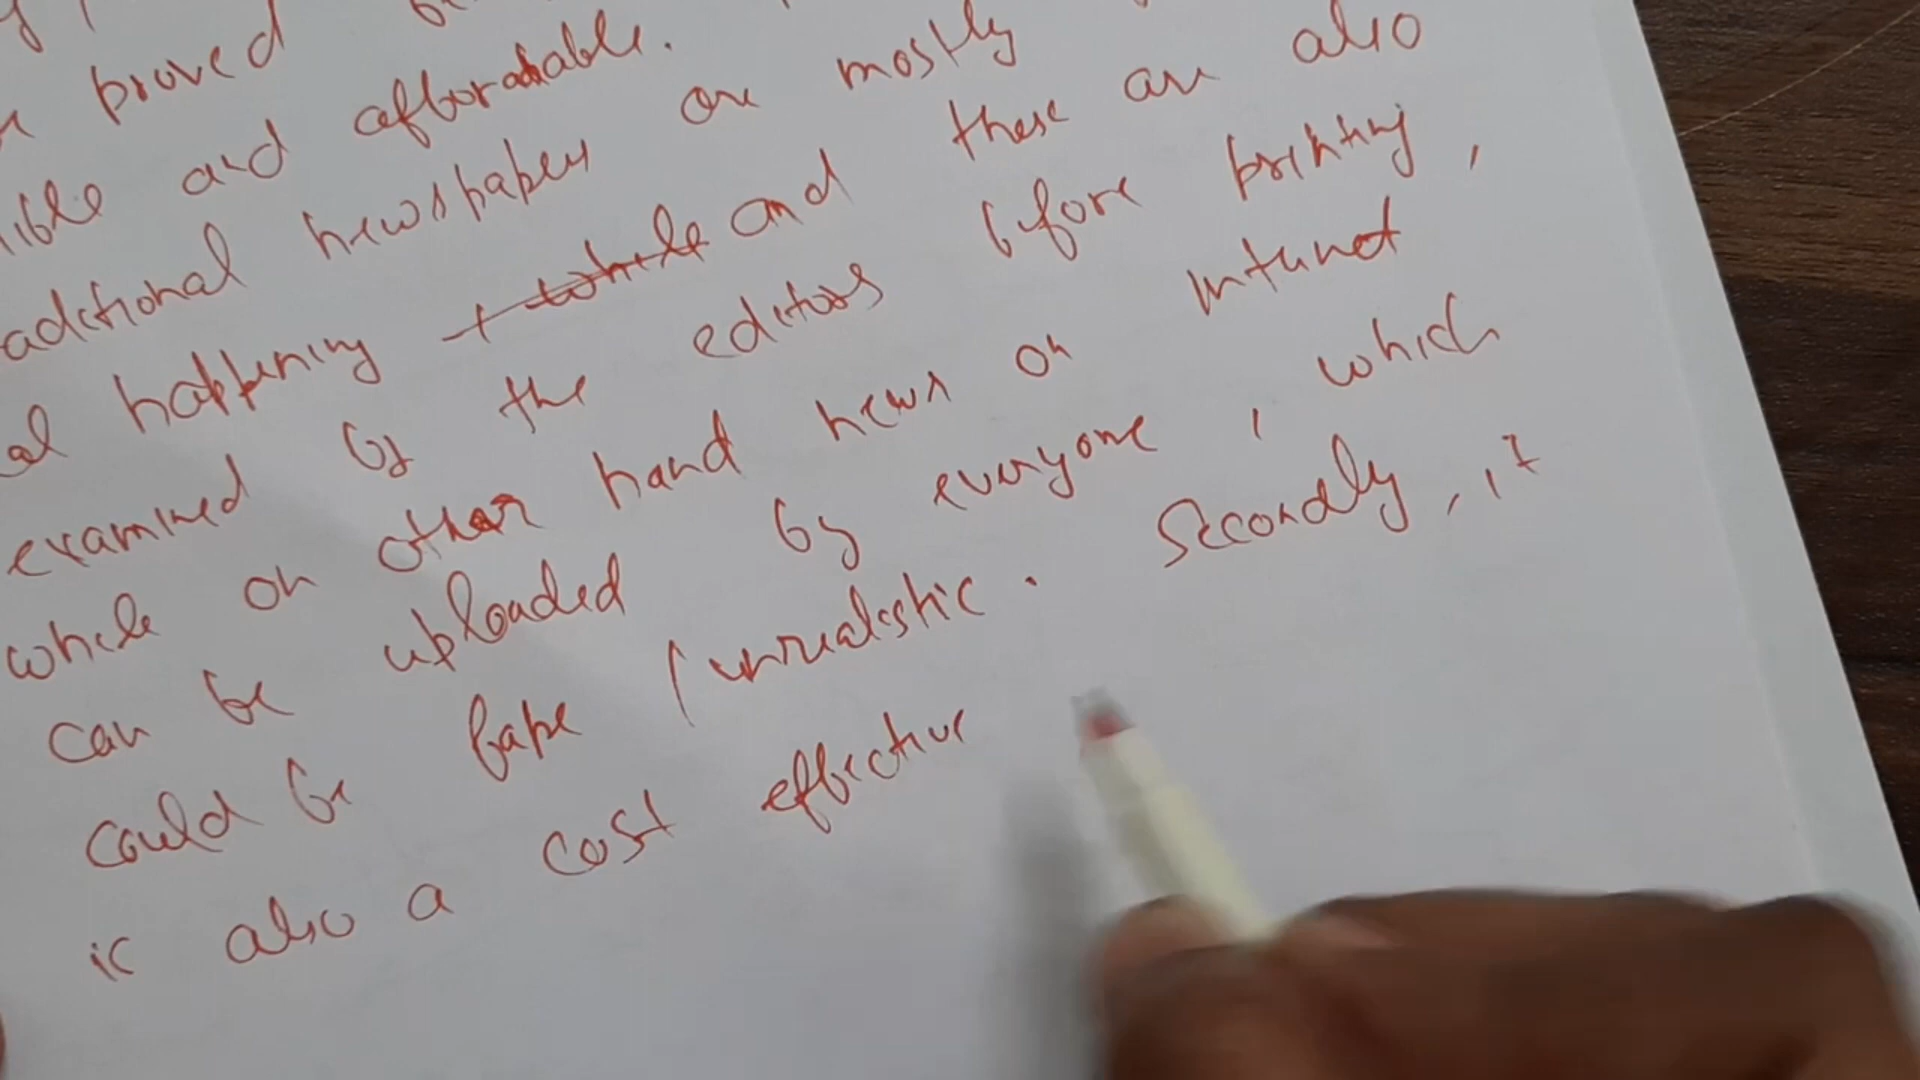 proved
and afforadable.
aditional newspapers are mostly
al happening + while and these are also
examined by the editors before printing,
while on other hand news on internet
can be uploaded by everyone, which
could be fake / unrealistic. Secondly, it
is also a cost effective